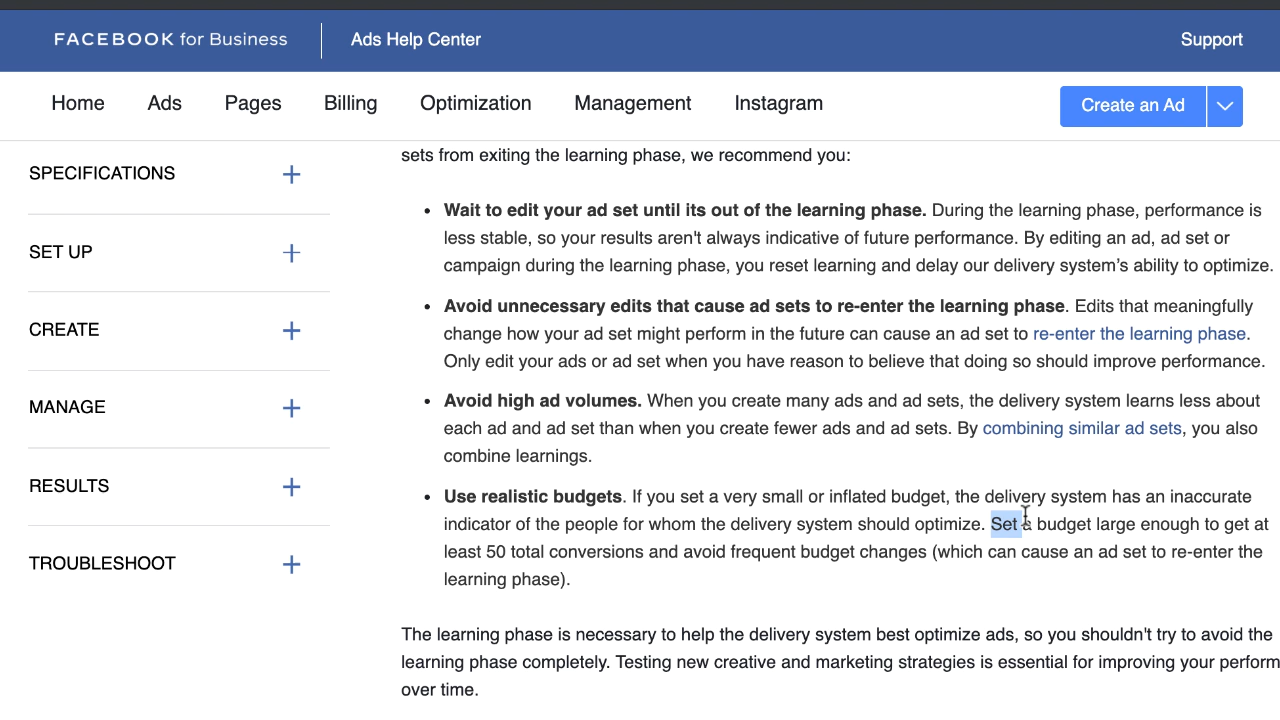 FACEBOOK for Business
Ads Help Center
Support
Home
Ads
Pages
Billing
Optimization
Management
Instagram
Create an Ad
SPECIFICATIONS
SET UP
CREATE
MANAGE
RESULTS
TROUBLESHOOT
sets from exiting the learning phase, we recommend you:
• Wait to edit your ad set until its out of the learning phase. During the learning phase, performance is
less stable, so your results aren't always indicative of future performance. By editing an ad, ad set or
campaign during the learning phase, you reset learning and delay our delivery system’s ability to optimize.
• Avoid unnecessary edits that cause ad sets to re-enter the learning phase. Edits that meaningfully
change how your ad set might perform in the future can cause an ad set to re-enter the learning phase.
Only edit your ads or ad set when you have reason to believe that doing so should improve performance.
• Avoid high ad volumes. When you create many ads and ad sets, the delivery system learns less about
each ad and ad set than when you create fewer ads and ad sets. By combining similar ad sets, you also
combine learnings.
• Use realistic budgets. If you set a very small or inflated budget, the delivery system has an inaccurate
indicator of the people for whom the delivery system should optimize. Set a budget large enough to get at
least 50 total conversions and avoid frequent budget changes (which can cause an ad set to re-enter the
learning phase).
The learning phase is necessary to help the delivery system best optimize ads, so you shouldn't try to avoid the
learning phase completely. Testing new creative and marketing strategies is essential for improving your perform
over time.